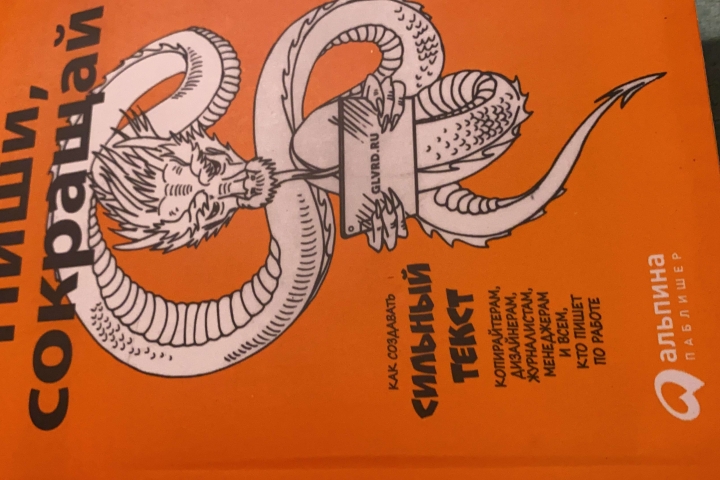 Пиши,
сокращай
GLVRD.RU
КАК СОЗДАВАТЬ
СИЛЬНЫЙ
ТЕКСТ
КОПИРАЙТЕРАМ,
ДИЗАЙНЕРАМ,
ЖУРНАЛИСТАМ,
МЕНЕДЖЕРАМ
И ВСЕМ,
КТО ПИШЕТ
ПО РАБОТЕ
альпина
ПАБЛИШЕР